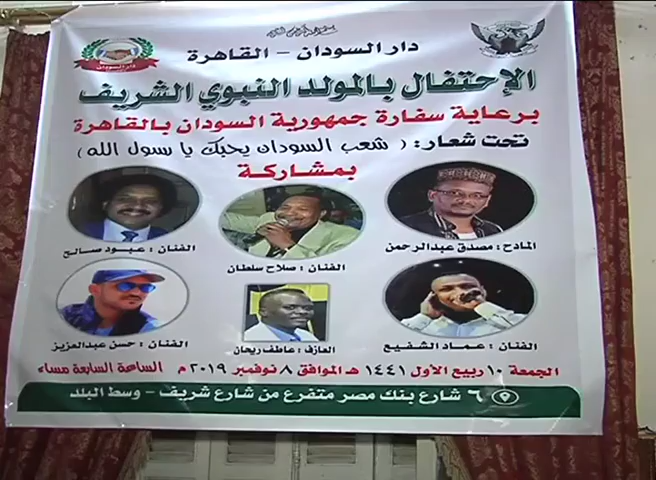 دار السودان - القاهرة
دار السودان
الإحتفال بالمولد النبوي الشريف
برعاية سفارة جمهورية السودان بالقاهرة
تحت شعار: ( شعب السودان يحبك يا رسول الله )
بمشاركة
المادح : مصدق عبدالرحمن
الفنان : صلاح سلطان
الفنان : عبود صالح
الفنان : عماد الشفيع
العازف : عاطف ريحان
الفنان : حسن عبدالعزيز
الجمعة ١٠ ربيع الأول ١٤٤١ هـ الموافق ٨ نوفمبر ٢٠١٩ م الساعة السابعة مساء
٦ شارع بنك مصر متفرع من شارع شريف - وسط البلد